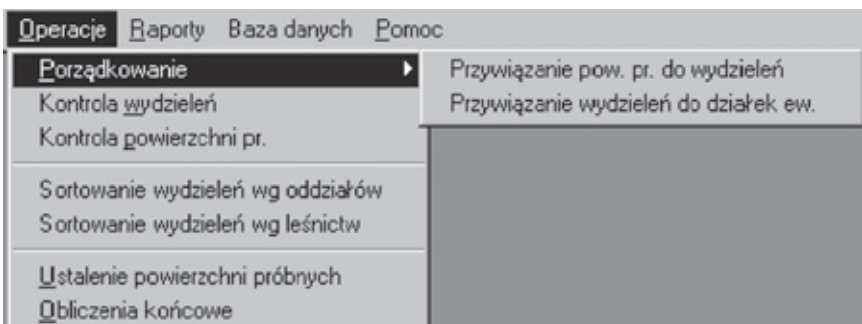 Operacje Raporty Baza danych Pomoc
Porządkowanie
Przywiązanie pow. pr. do wydzieleń
Kontrola wydzieleń
Przywiązanie wydzieleń do działek ew.
Kontrola powierzchni pr.
Sortowanie wydzieleń wg oddziałów
Sortowanie wydzieleń wg leśnictw
Ustalenie powierzchni próbnych
Obliczenia końcowe